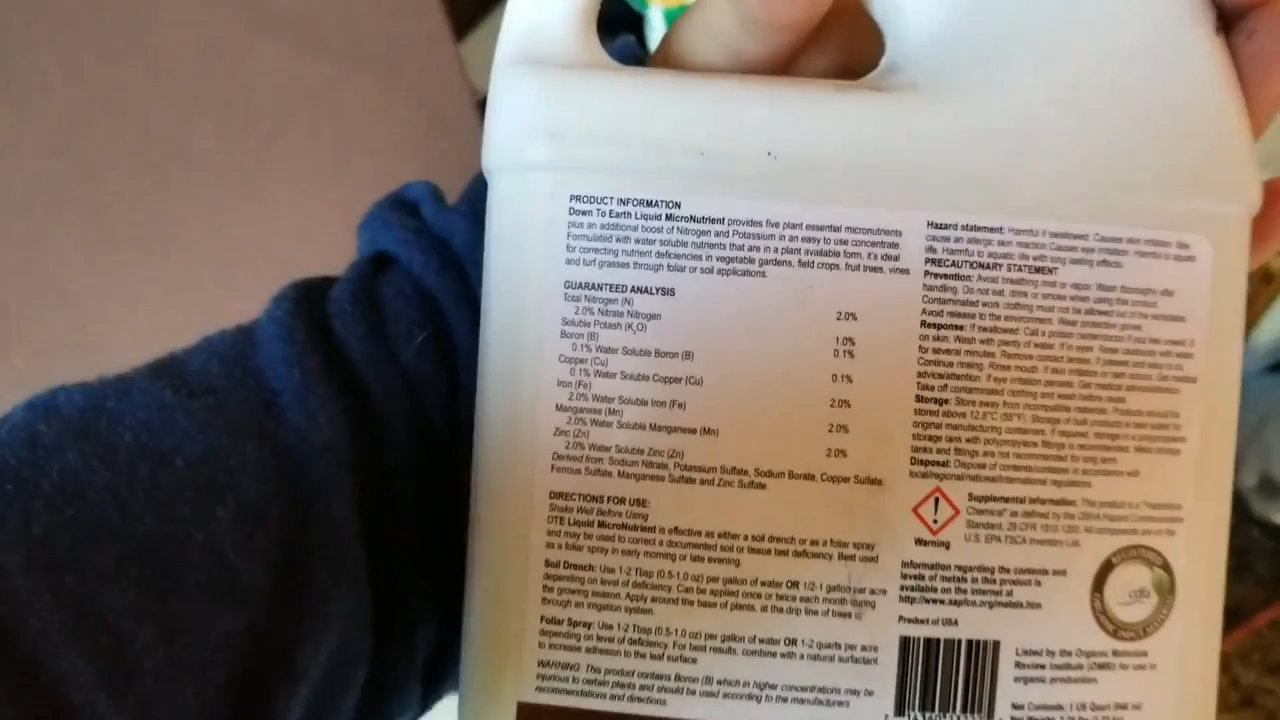 PRODUCT INFORMATION
Down To Earth Liquid MicroNutrient provides five plant essential micronutrients
plus an additional boost of Nitrogen and Potassium in an easy to use concentrate.
Formulated with water soluble nutrients that are in a plant available form, it's ideal
for correcting nutrient deficiencies in vegetable gardens, field crops, fruit trees, vines
and turf grasses through foliar or soil applications.
GUARANTEED ANALYSIS
Total Nitrogen (N) 2.0%
2.0% Nitrate Nitrogen
Soluble Potash (K₂O) 1.0%
Boron (B) 0.1%
0.1% Water Soluble Boron (B)
Copper (Cu) 0.1%
0.1% Water Soluble Copper (Cu)
Iron (Fe) 2.0%
2.0% Water Soluble Iron (Fe)
Manganese (Mn) 2.0%
2.0% Water Soluble Manganese (Mn)
Zinc (Zn) 2.0%
2.0% Water Soluble Zinc (Zn)
Derived from: Sodium Nitrate, Potassium Sulfate, Sodium Borate, Copper Sulfate,
Ferrous Sulfate, Manganese Sulfate and Zinc Sulfate.
DIRECTIONS FOR USE:
Shake Well Before Using
DTE Liquid MicroNutrient is effective as either a soil drench or as a foliar spray
and may be used to correct a documented soil or tissue test deficiency. Best used
as a foliar spray in early morning or late evening.
Soil Drench: Use 1-2 Tbsp (0.5-1.0 oz) per gallon of water OR 1/2-1 gallon per acre
depending on level of deficiency. Can be applied once or twice each month during
the growing season. Apply around the base of plants, at the drip line of trees or
through an irrigation system.
Foliar Spray: Use 1-2 Tbsp (0.5-1.0 oz) per gallon of water OR 1-2 quarts per acre
depending on level of deficiency. For best results, combine with a natural surfactant
to increase adhesion to the leaf surface.
WARNING: This product contains Boron (B) which in higher concentrations may be
injurious to certain plants and should be used according to the manufacturers
recommendations and directions.
Hazard statement: Harmful if swallowed. Causes skin irritation. May
cause an allergic skin reaction. Causes eye irritation. Harmful to aquatic
life. Harmful to aquatic life with long lasting effects.
PRECAUTIONARY STATEMENT
Prevention: Avoid breathing mist or vapor. Wash thoroughly after
handling. Do not eat, drink or smoke when using this product.
Contaminated work clothing must not be allowed out of the workplace.
Avoid release to the environment. Wear protective gloves.
Response: If swallowed: Call a poison center/doctor if you feel unwell. If
on skin: Wash with plenty of water. If in eyes: Rinse cautiously with water
for several minutes. Remove contact lenses, if present and easy to do.
Continue rinsing. Rinse mouth. If skin irritation or rash occurs: Get medical
advice/attention. If eye irritation persists: Get medical
Take off contaminated clothing and wash before reuse.
Storage: Store away from incompatible materials. Products should be
stored above 12.8°C (55°F). Storage of bulk products is best suited for
original manufacturing containers. If required, storage in a
storage tank with polypropylene fittings is recommended. Metal storage
tanks and fittings are not recommended for long term.
Disposal: Dispose of contents/containers in accordance with
local/regional/national/international regulations.
Warning
Supplemental information: This product is a "Hazardous
Chemical" as defined by the OSHA Hazard Communication
Standard, 29 CFR 1910.1200. All components are on the
U.S. EPA TSCA Inventory List.
Information regarding the contents and
levels of metals in this product is
available on the internet at
http://www.aapfco.org/metals.htm
Product of USA
REGISTERED
cdfa
ORGANIC INPUT MATERIAL
Listed by the Organic Materials
Review Institute (OMRI) for use in
organic production.
Net Contents: 1 US Quart (946 ml)